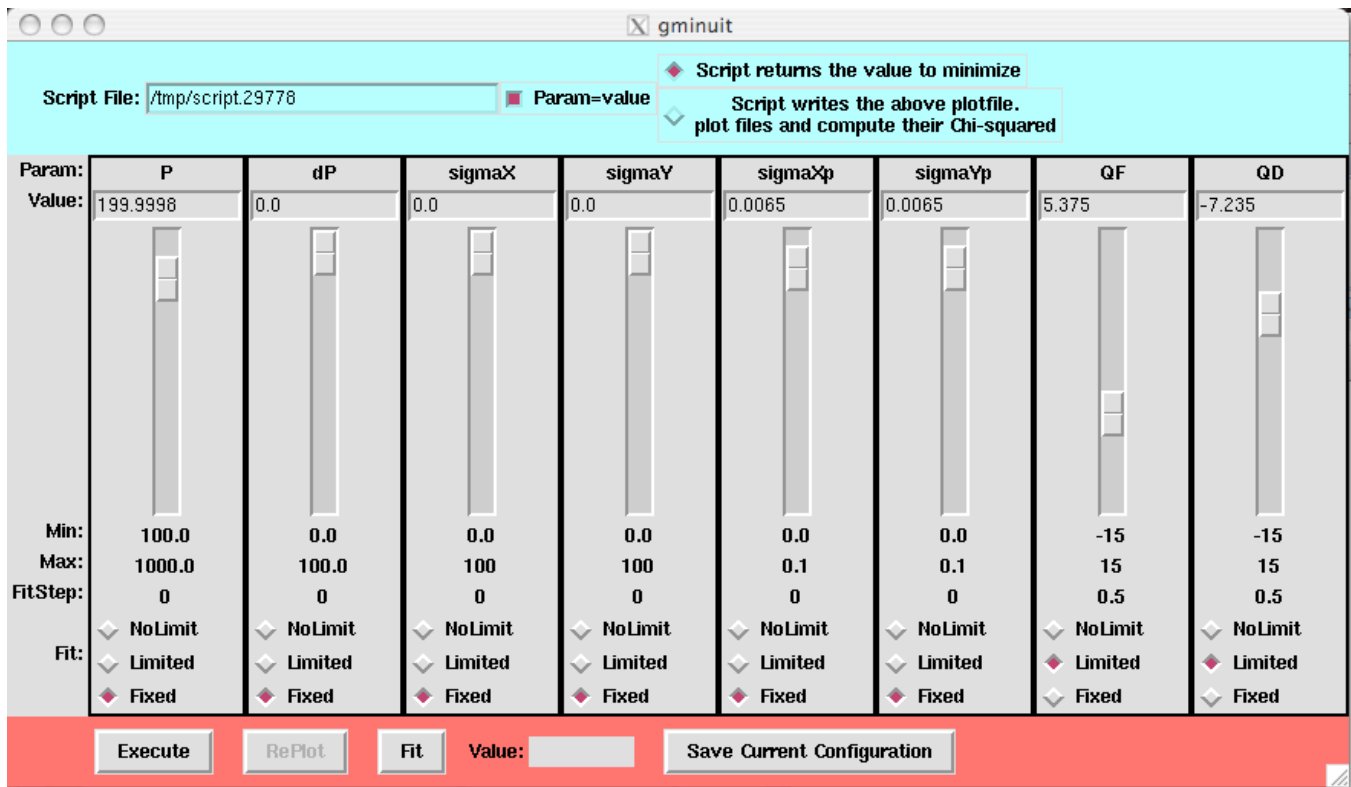 gminuit
Script returns the value to minimize
Script File: /tmp/script.29778 Param=value
Script writes the above plotfile.
plot files and compute their Chi-squared
Param: P dP sigmaX sigmaY sigmaXp sigmaYp QF QD
Value: 199.9998 0.0 0.0 0.0 0.0065 0.0065 5.375 -7.235
Min: 100.0 0.0 0.0 0.0 0.0 0.0 -15 -15
Max: 1000.0 100.0 100 100 0.1 0.1 15 15
FitStep: 0 0 0 0 0 0 0.5 0.5
NoLimit NoLimit NoLimit NoLimit NoLimit NoLimit NoLimit NoLimit
Fit: Limited Limited Limited Limited Limited Limited Limited Limited
Fixed Fixed Fixed Fixed Fixed Fixed Fixed Fixed
Execute RePlot Fit Value: Save Current Configuration